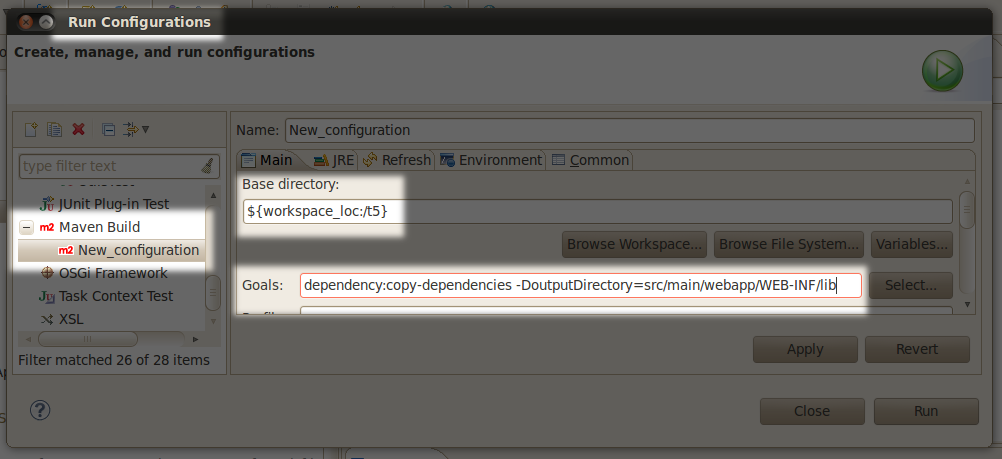 Run Configurations
Create, manage, and run configurations
Name: New_configuration
type filter text
Main JRE Refresh Environment Common
Base directory:
JUnit Plug-in Test
${workspace_loc:/t5}
m2 Maven Build
m2 New_configuration
Browse Workspace... Browse File System... Variables...
OSGi Framework
Goals: dependency:copy-dependencies -DoutputDirectory=src/main/webapp/WEB-INF/lib Select...
Task Context Test
XSL
Filter matched 26 of 28 items
Apply Revert
Close Run